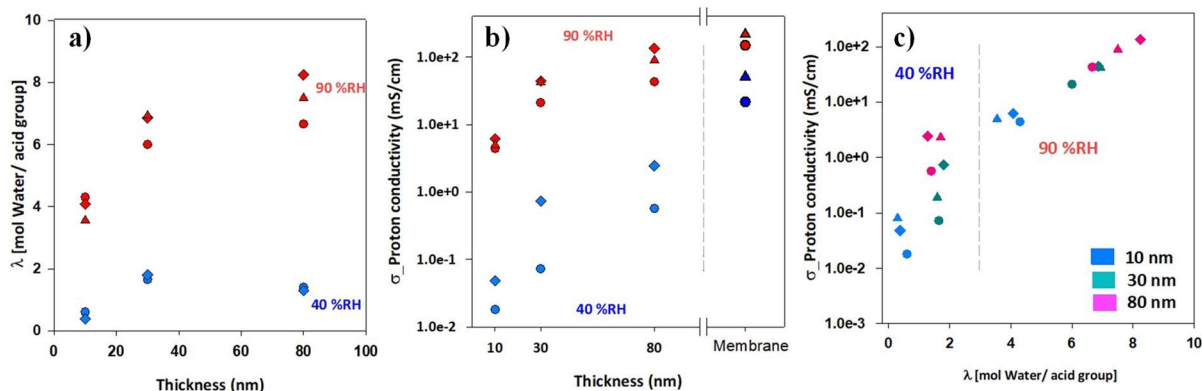 a)
10
8
6
4
2
0
λ [mol Water/ acid group]
90 %RH
40 %RH
0 20 40 60 80 100
Thickness (nm)
b)
1.0e+2
1.0e+1
1.0e+0
1.0e-1
1.0e-2
σ_Proton conductivity (mS/cm)
90 %RH
40 %RH
10 30 80 Membrane
Thickness (nm)
c)
1.0e+2
1.0e+1
1.0e+0
1.0e-1
1.0e-2
1.0e-3
σ_Proton conductivity (mS/cm)
40 %RH
90 %RH
10 nm
30 nm
80 nm
0 2 4 6 8 10
λ [mol Water/ acid group]